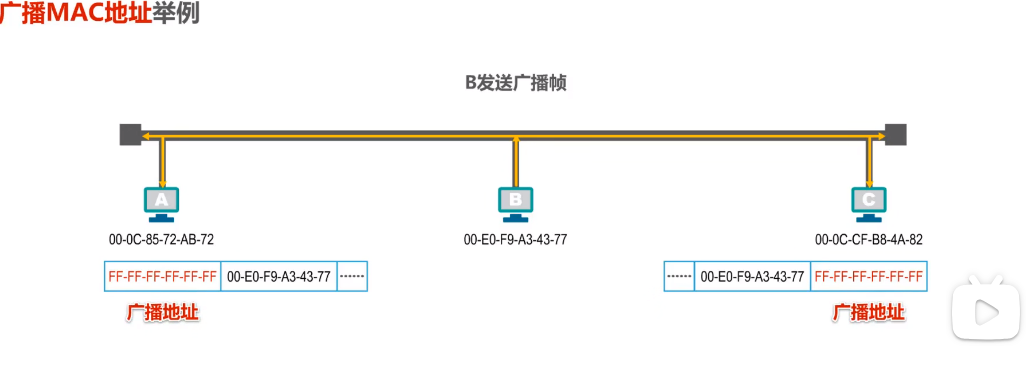 广播MAC地址举例
B发送广播帧
A
B
C
00-0C-85-72-AB-72
00-E0-F9-A3-43-77
00-0C-CF-B8-4A-82
FF-FF-FF-FF-FF-FF 00-E0-F9-A3-43-77 ------
------ 00-E0-F9-A3-43-77 FF-FF-FF-FF-FF-FF
广播地址
广播地址